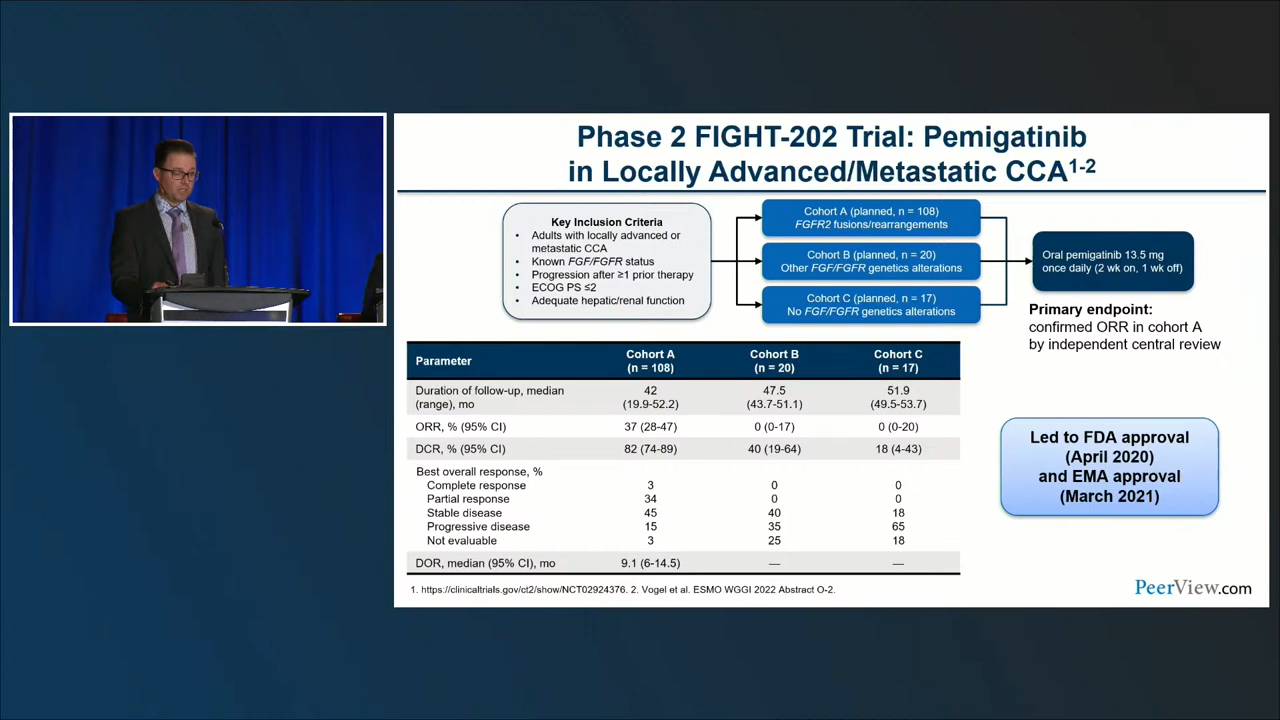 Phase 2 FIGHT-202 Trial: Pemigatinib
in Locally Advanced/Metastatic CCA1-2
Key Inclusion Criteria
• Adults with locally advanced or
metastatic CCA
• Known FGF/FGFR status
• Progression after ≥1 prior therapy
• ECOG PS ≤2
• Adequate hepatic/renal function
Cohort A (planned, n = 108)
FGFR2 fusions/rearrangements
Cohort B (planned, n = 20)
Other FGF/FGFR genetics alterations
Cohort C (planned, n = 17)
No FGF/FGFR genetics alterations
Oral pemigatinib 13.5 mg
once daily (2 wk on, 1 wk off)
Primary endpoint:
confirmed ORR in cohort A
by independent central review
Parameter Cohort A (n = 108) Cohort B (n = 20) Cohort C (n = 17)
Duration of follow-up, median (range), mo 42 (19.9-52.2) 47.5 (43.7-51.1) 51.9 (49.5-53.7)
ORR, % (95% CI) 37 (28-47) 0 (0-17) 0 (0-20)
DCR, % (95% CI) 82 (74-89) 40 (19-64) 18 (4-43)
Best overall response, %
Complete response 3 0 0
Partial response 34 0 0
Stable disease 45 40 18
Progressive disease 15 35 65
Not evaluable 3 25 18
DOR, median (95% CI), mo 9.1 (6-14.5) — —
Led to FDA approval
(April 2020)
and EMA approval
(March 2021)
1. https://clinicaltrials.gov/ct2/show/NCT02924376. 2. Vogel et al. ESMO WGGI 2022 Abstract O-2.
PeerView.com